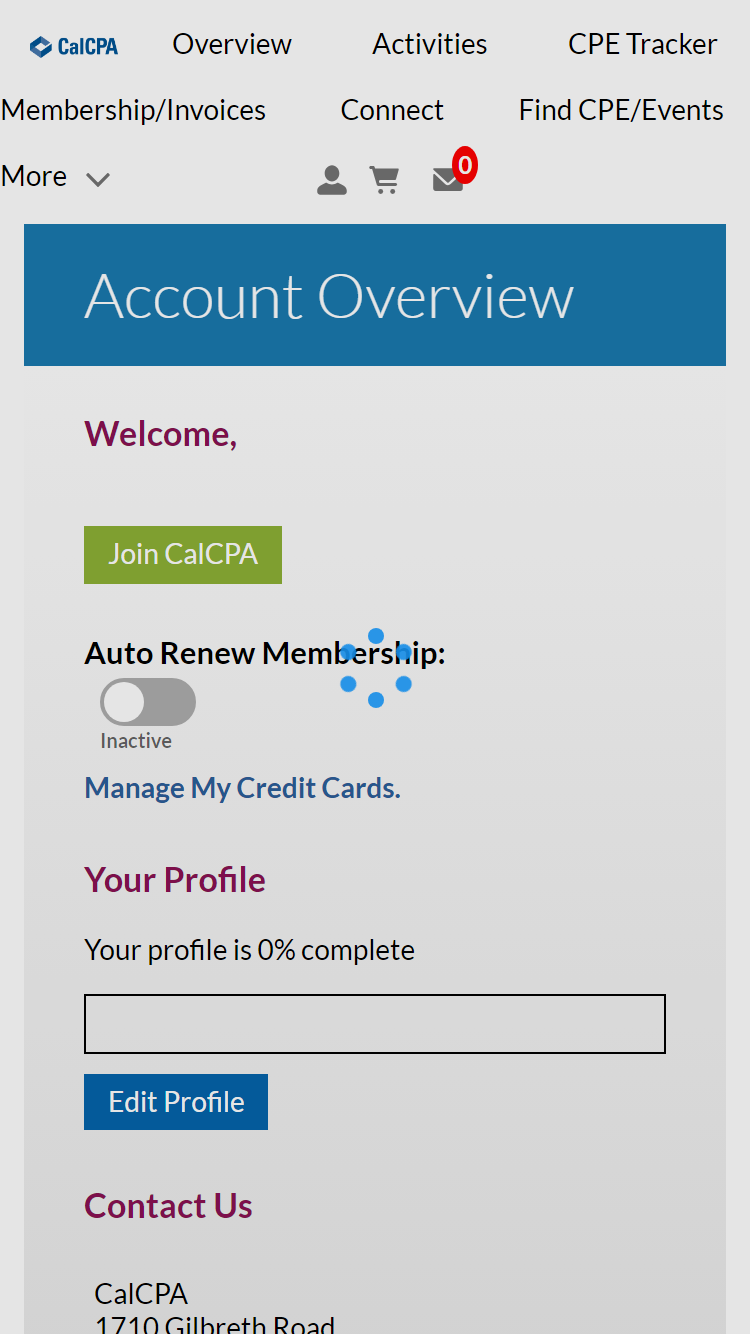 CalCPA Overview Activities CPE Tracker
Membership/Invoices Connect Find CPE/Events
More 0
Account Overview
Welcome,
Join CalCPA
Auto Renew Membership:
Inactive
Manage My Credit Cards.
Your Profile
Your profile is 0% complete
Edit Profile
Contact Us
CalCPA
1710 Gilbreth Road